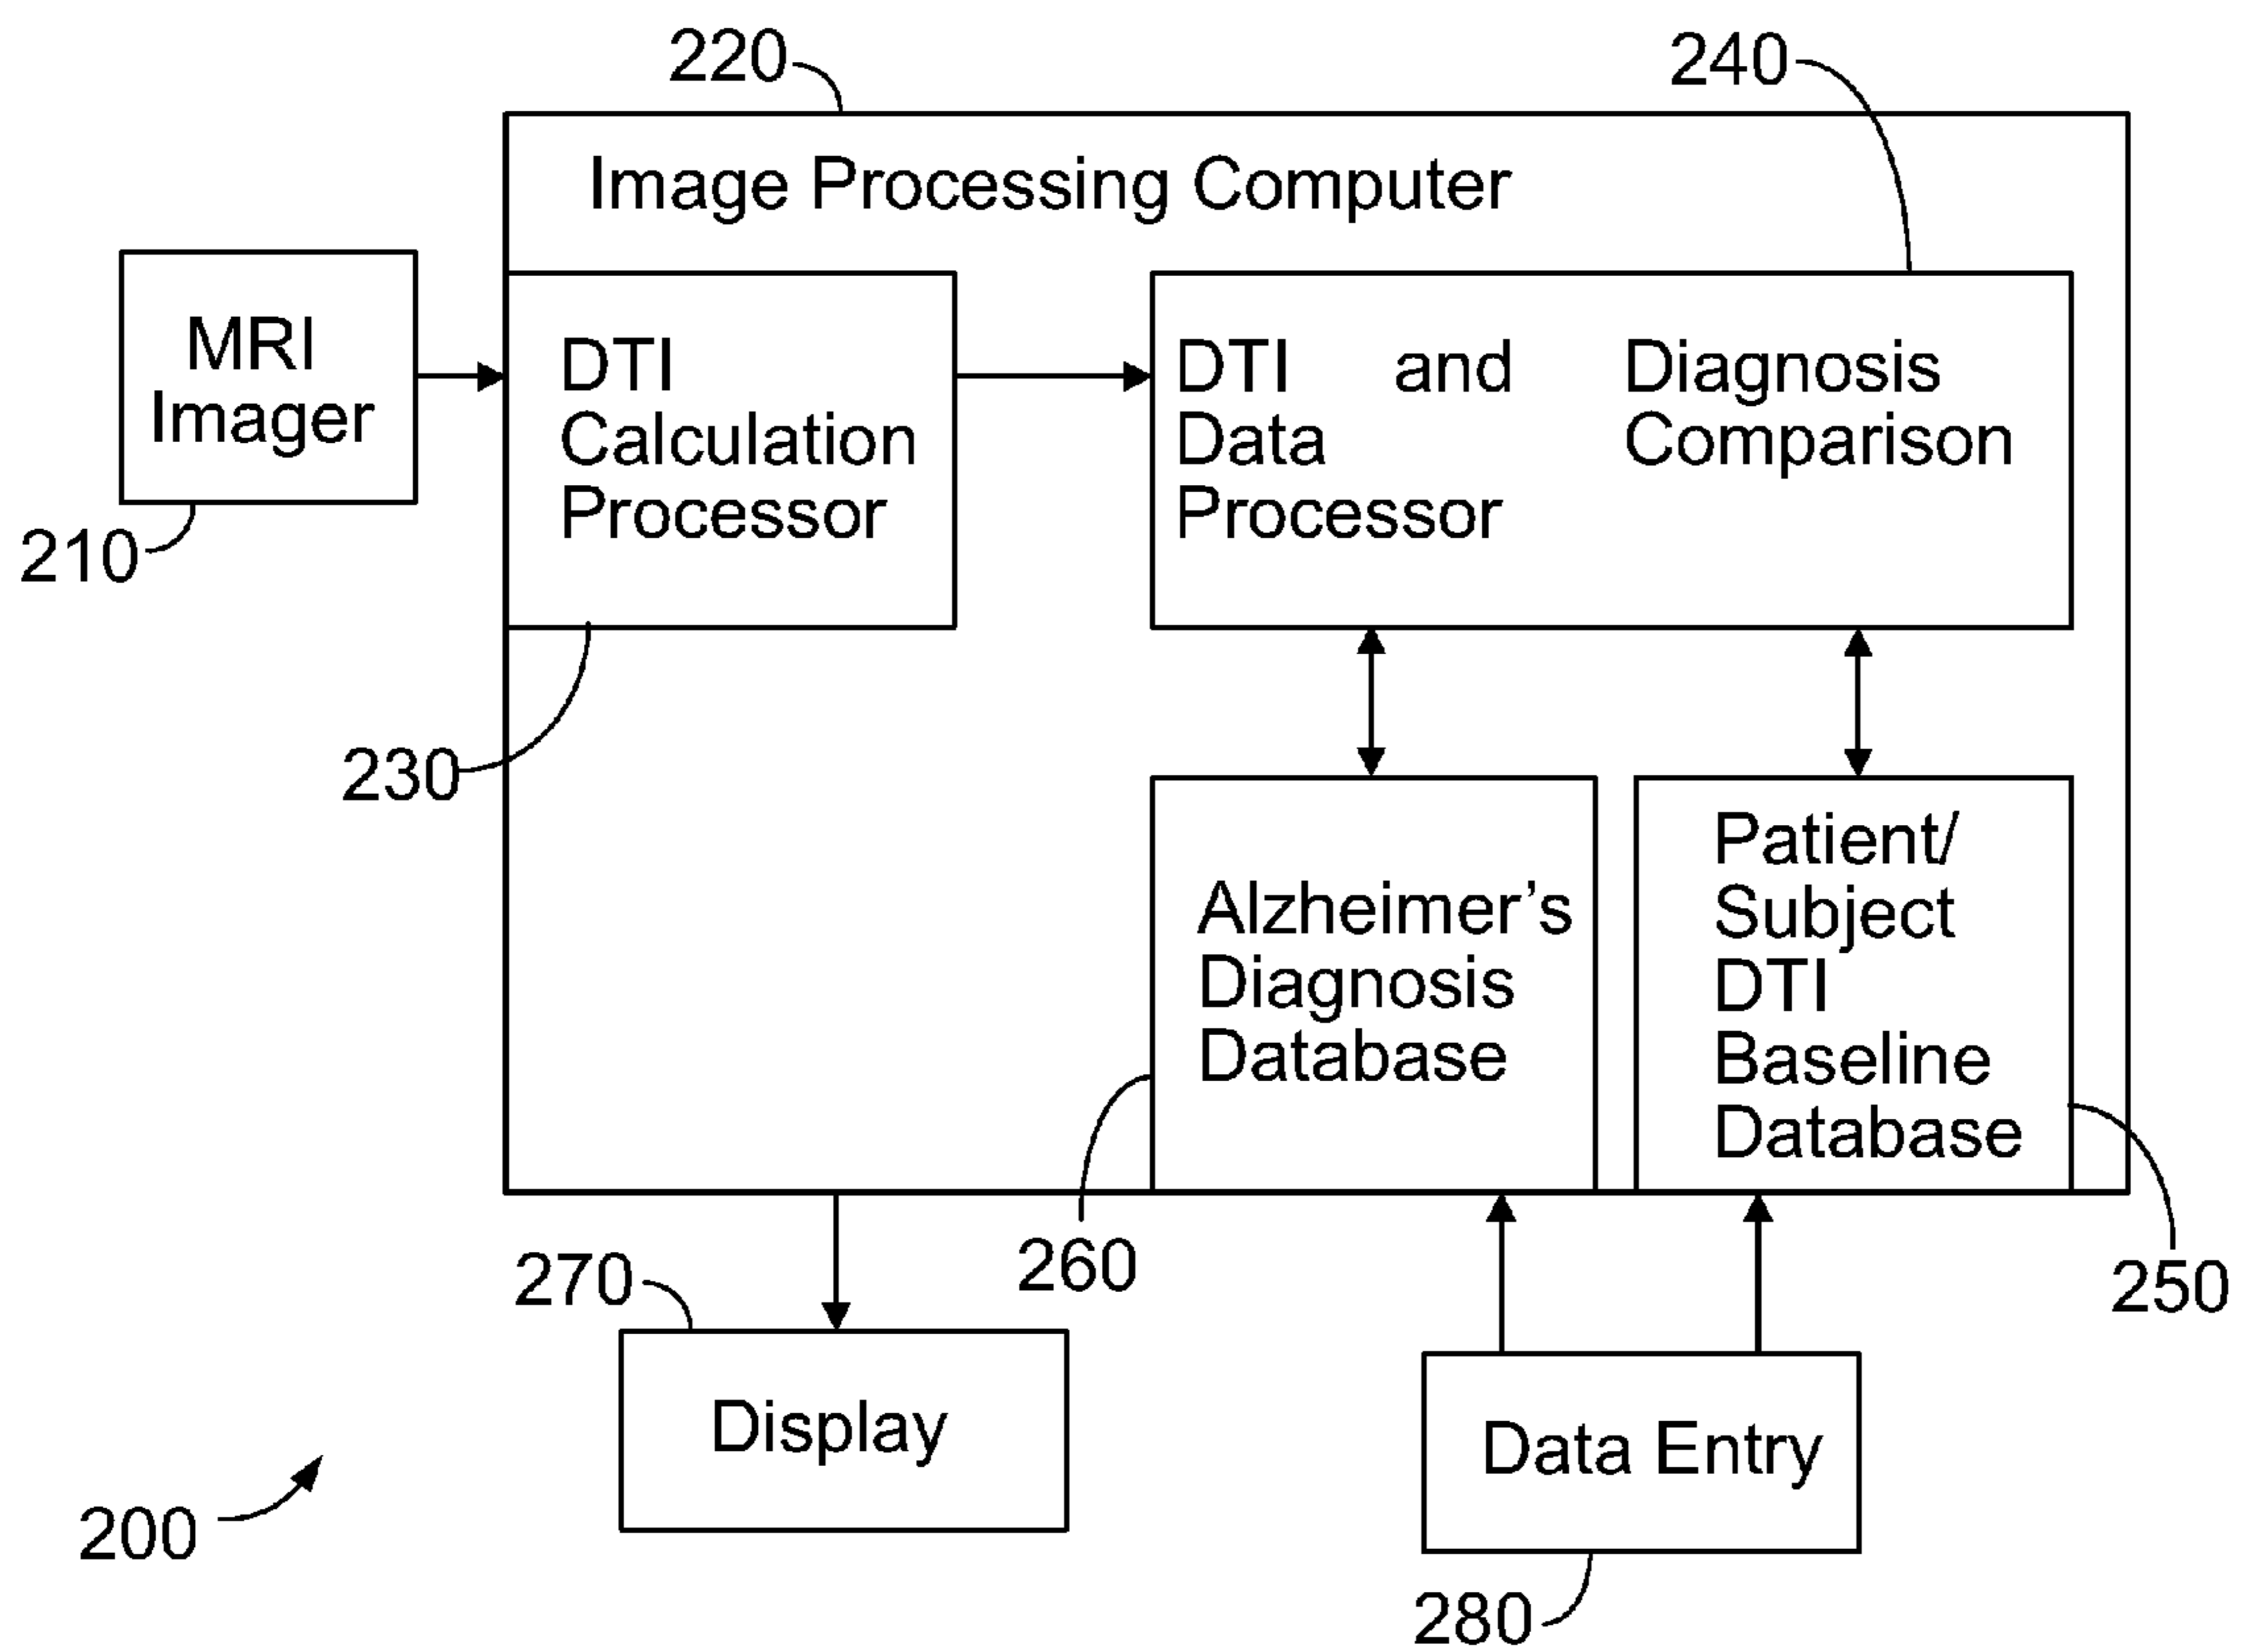 220
240
Image Processing Computer
MRI
Imager
210
DTI
Calculation
Processor
230
DTI and Diagnosis
Data Comparison
Processor
Alzheimer's
Diagnosis
Database
260
Patient/
Subject
DTI
Baseline
Database
250
270
Display
Data Entry
280
200